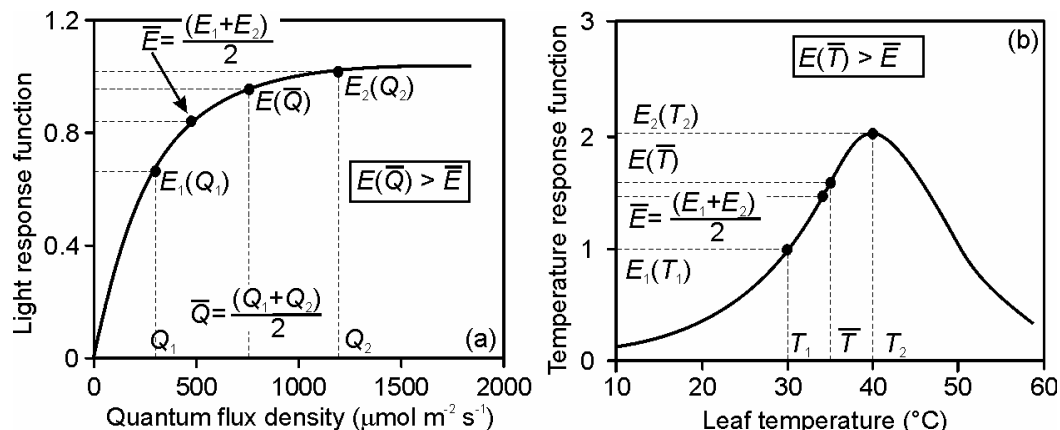 1.2
0.8
0.4
0
Light response function
E̅=(E₁+E₂)/2
E₂(Q₂)
E(Q̅)
E₁(Q₁)
E(Q̅) > E̅
Q̅=(Q₁+Q₂)/2
Q₁
Q₂
(a)
0 500 1000 1500 2000
Quantum flux density (μmol m⁻² s⁻¹)
3
2
1
0
Temperature response function
E(T̅) > E̅
(b)
E₂(T₂)
E(T̅)
E̅=(E₁+E₂)/2
E₁(T₁)
T₁ T̅ T₂
10 20 30 40 50 60
Leaf temperature (°C)